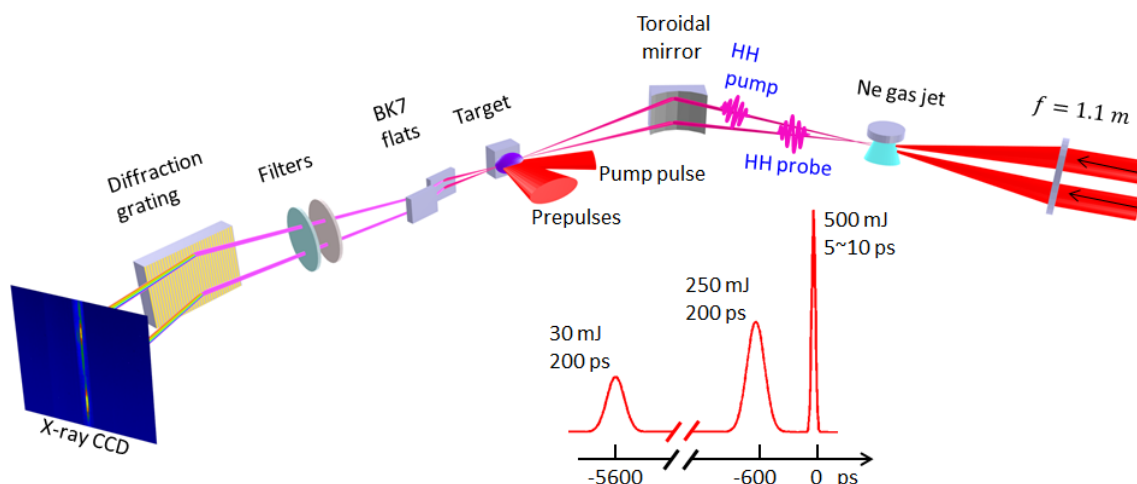 Toroidal
mirror
HH
pump
Ne gas jet
f = 1.1 m
BK7
flats
Target
HH probe
Diffraction
grating
Filters
Pump pulse
Prepulses
500 mJ
5~10 ps
250 mJ
200 ps
30 mJ
200 ps
X-ray CCD
-5600
-600
0
ps